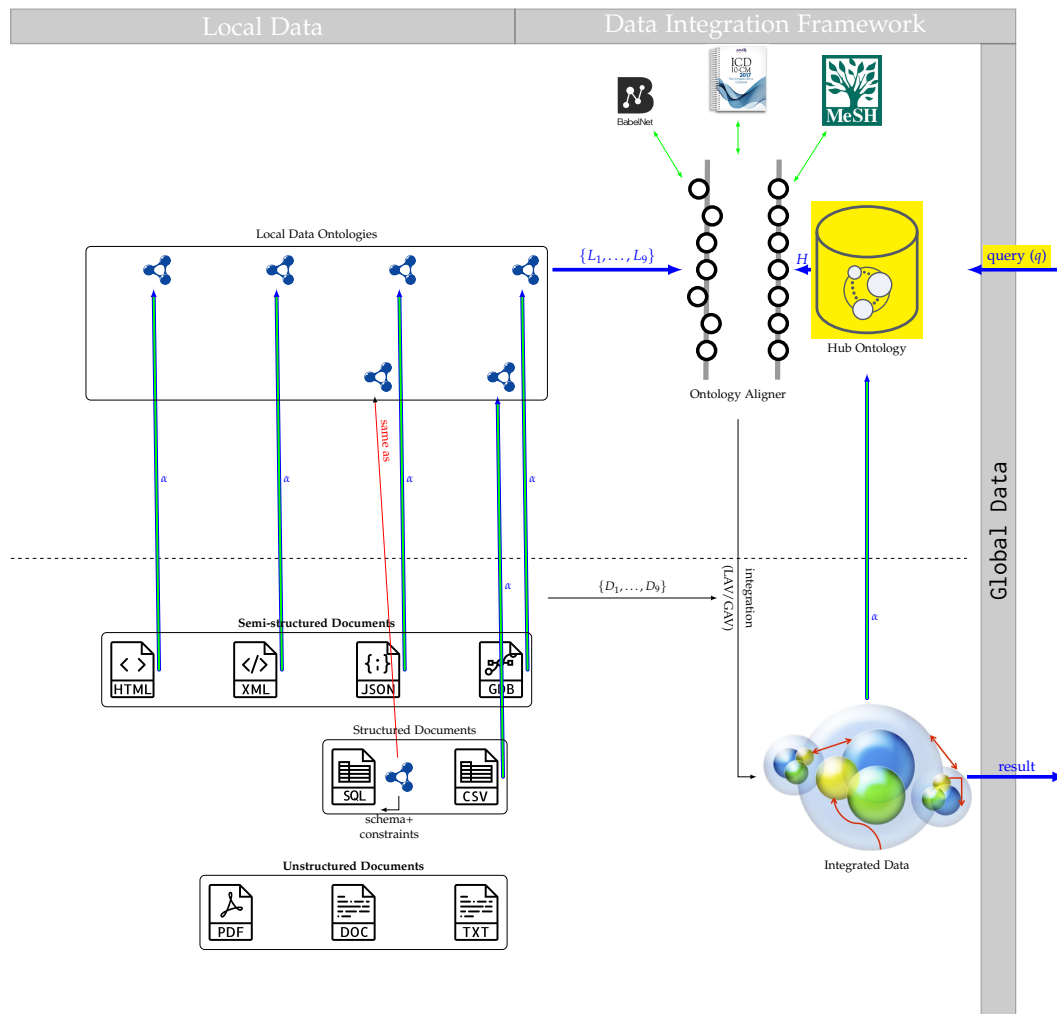 Local Data
Data Integration Framework
ICD
10-CM
2017
BabelNet
MeSH
Local Data Ontologies
{L1, . . . , L9}
H
query (q)
Hub Ontology
Ontology Aligner
same as
α
α
α
α
α
α
Global Data
{D1, . . . , D9}
integration
(LAV/GAV)
Semi-structured Documents
HTML
XML
JSON
GDB
Structured Documents
SQL
CSV
schema+
constraints
result
Integrated Data
Unstructured Documents
PDF
DOC
TXT